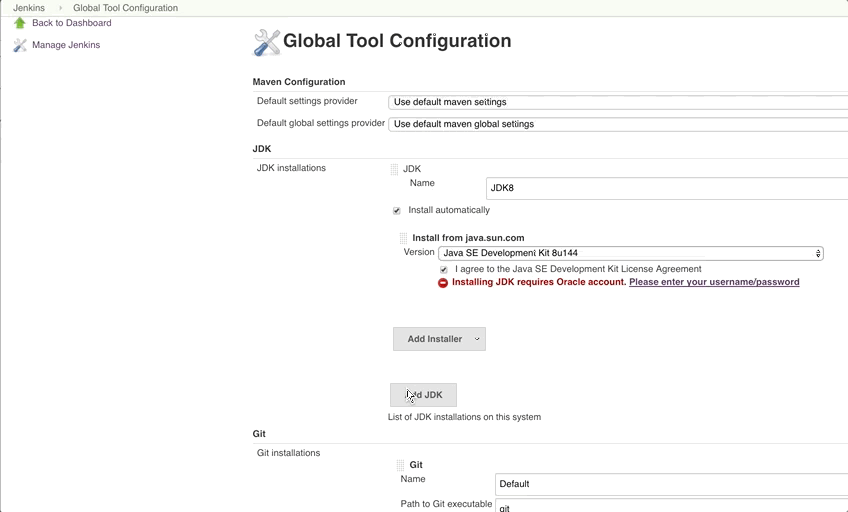 Jenkins › Global Tool Configuration
Back to Dashboard
Manage Jenkins
Global Tool Configuration
Maven Configuration
Default settings provider Use default maven settings
Default global settings provider Use default maven global settings
JDK
JDK installations JDK
Name JDK8
Install automatically
Install from java.sun.com
Version Java SE Development Kit 8u144
I agree to the Java SE Development Kit License Agreement
Installing JDK requires Oracle account. Please enter your username/password
Add Installer
Add JDK
List of JDK installations on this system
Git
Git installations Git
Name Default
Path to Git executable git